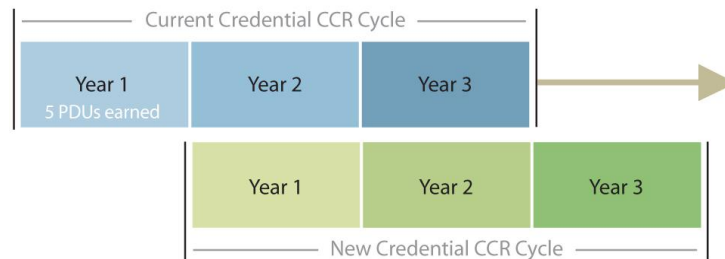 Current Credential CCR Cycle
Year 1
5 PDUs earned
Year 2
Year 3
Year 1
Year 2
Year 3
New Credential CCR Cycle